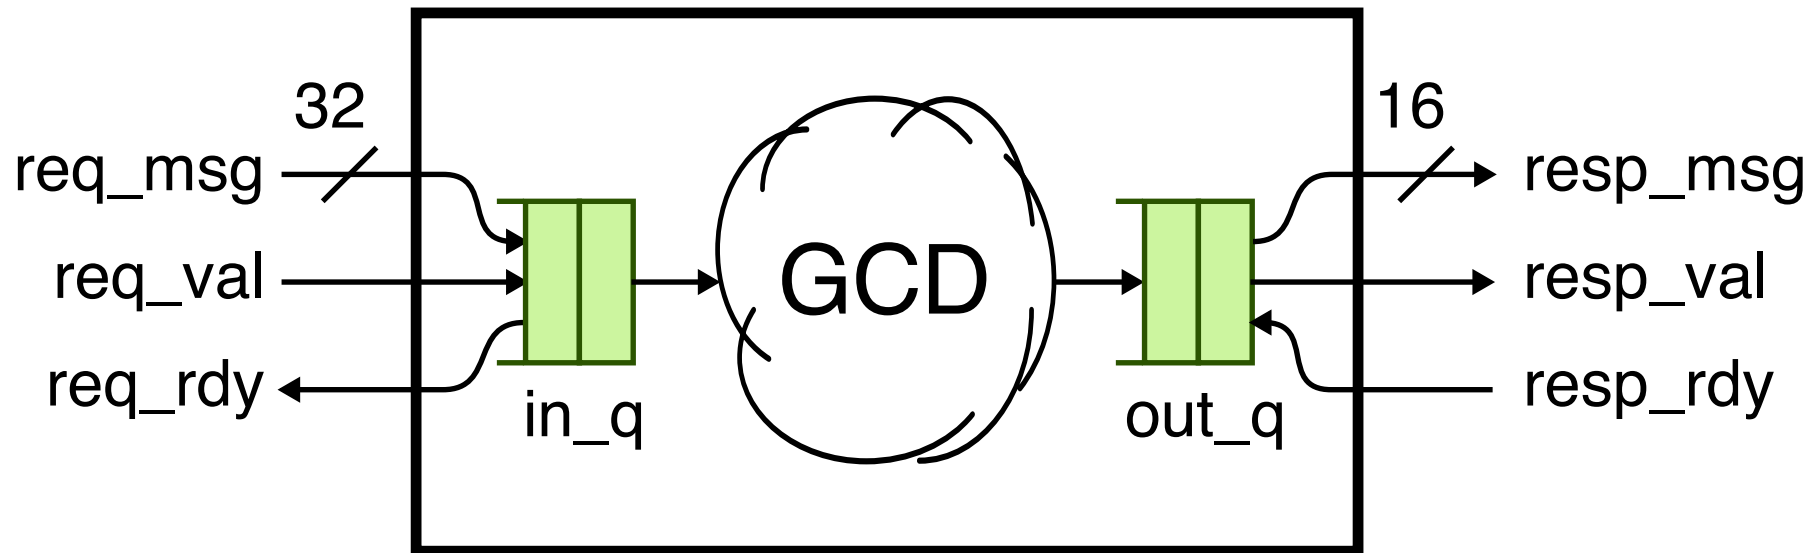 32
16
req_msg
resp_msg
GCD
req_val
resp_val
req_rdy
resp_rdy
in_q
out_q